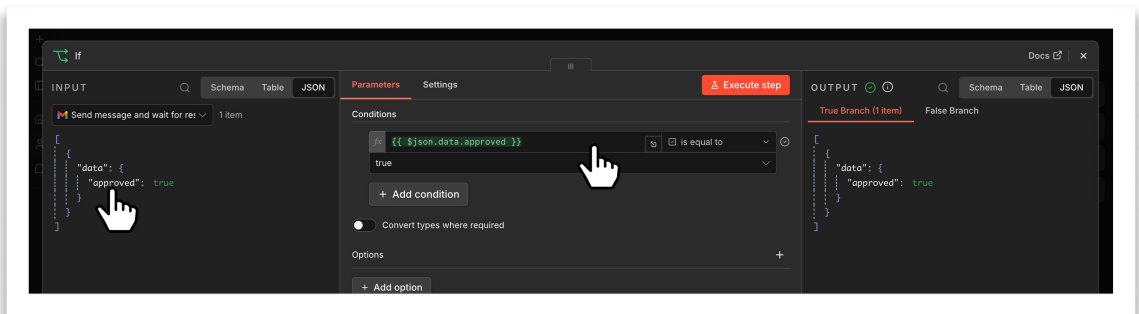 If
Docs
INPUT
Schema Table JSON
Send message and wait for res
1 item
[
{
"data": {
"approved": true
}
}
]
Parameters Settings
Execute step
Conditions
fx {{ $json.data.approved }}
is equal to
true
+ Add condition
Convert types where required
Options
+
+ Add option
OUTPUT
Schema Table JSON
True Branch (1 item) False Branch
[
{
"data": {
"approved": true
}
}
]